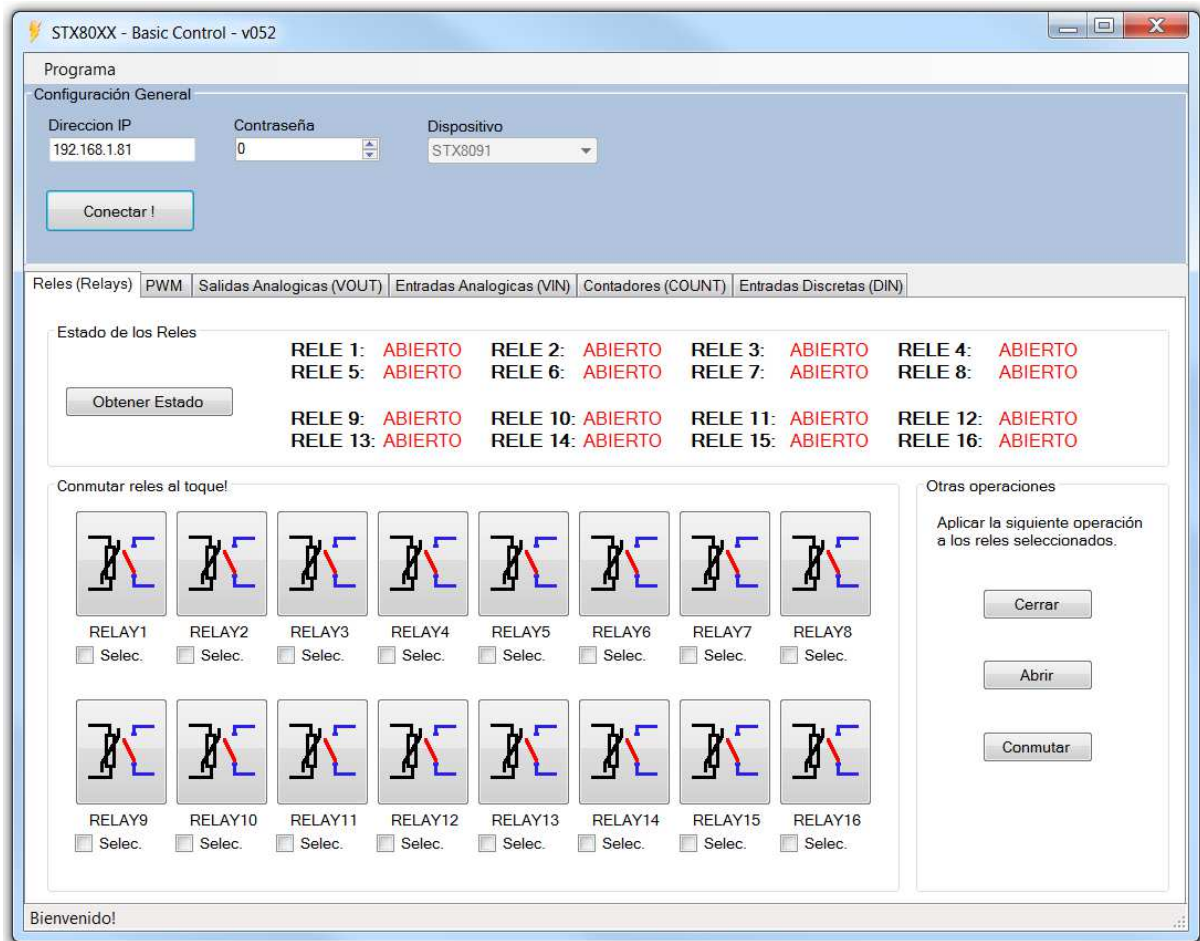 STX80XX - Basic Control - v052
Programa
Configuración General
Direccion IP Contraseña Dispositivo
192.168.1.81 0 STX8091
Conectar !
Reles (Relays) PWM Salidas Analogicas (VOUT) Entradas Analogicas (VIN) Contadores (COUNT) Entradas Discretas (DIN)
Estado de los Reles
RELE 1: ABIERTO RELE 2: ABIERTO RELE 3: ABIERTO RELE 4: ABIERTO
RELE 5: ABIERTO RELE 6: ABIERTO RELE 7: ABIERTO RELE 8: ABIERTO
Obtener Estado
RELE 9: ABIERTO RELE 10: ABIERTO RELE 11: ABIERTO RELE 12: ABIERTO
RELE 13: ABIERTO RELE 14: ABIERTO RELE 15: ABIERTO RELE 16: ABIERTO
Conmutar reles al toque!
RELAY1 RELAY2 RELAY3 RELAY4 RELAY5 RELAY6 RELAY7 RELAY8
Selec. Selec. Selec. Selec. Selec. Selec. Selec. Selec.
RELAY9 RELAY10 RELAY11 RELAY12 RELAY13 RELAY14 RELAY15 RELAY16
Selec. Selec. Selec. Selec. Selec. Selec. Selec. Selec.
Otras operaciones
Aplicar la siguiente operación
a los reles seleccionados.
Cerrar
Abrir
Conmutar
Bienvenido!